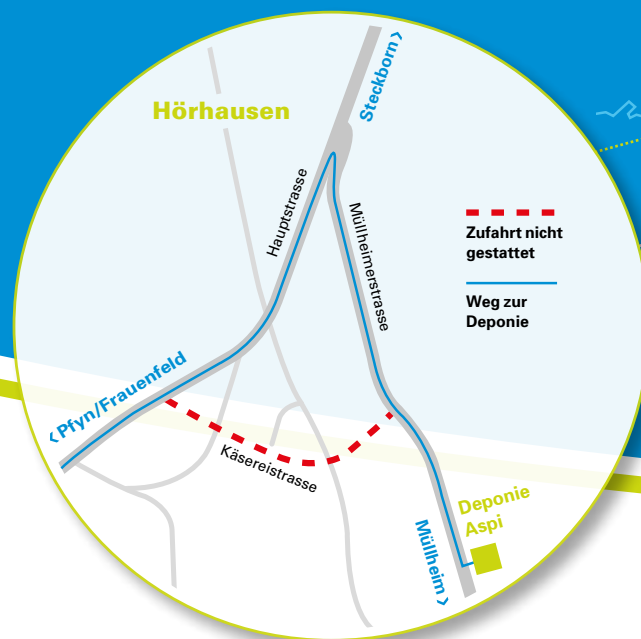 Hörhausen
Steckborn >
Hauptstrasse
Müllheimerstrasse
Zufahrt nicht
gestattet
Weg zur
Deponie
< Pfyn/Frauenfeld
Käsereistrasse
Deponie
Aspi
Müllheim >